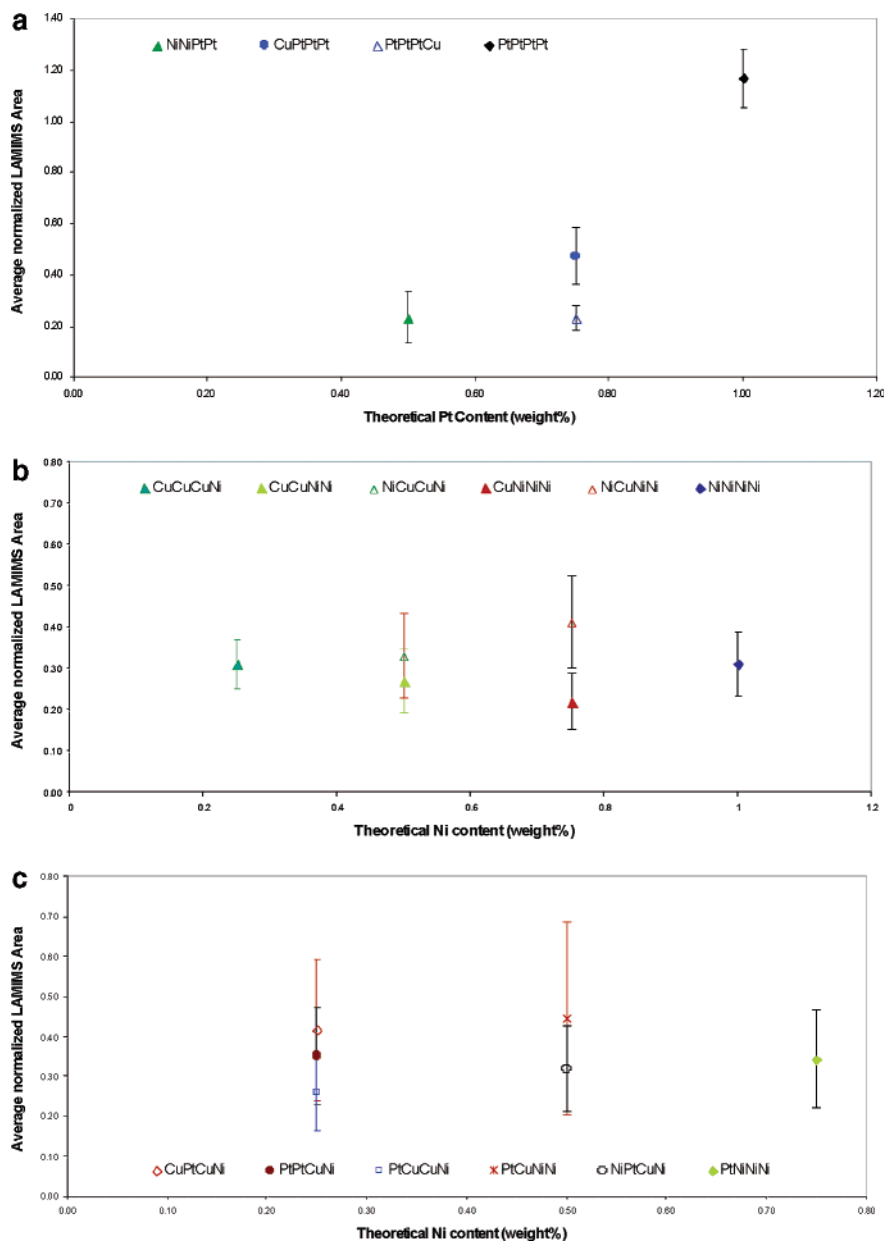 a
1.40
NiNiPtPt CuPtPtPt PtPtPtCu PtPtPtPt
1.20
1.00
0.80
0.60
0.40
0.20
0.00
Average normalized LAMIMS Area
0.00 0.20 0.40 0.60 0.80 1.00 1.20
Theoretical Pt Content (weight%)
b
0.80
CuCuCuNi CuCuNiNi NiCuCuNi CuNiNiNi NiCuNiNi NiNiNiNi
0.70
0.60
0.50
0.40
0.30
0.20
0.10
0.00
Average normalized LAMIMS Area
0 0.2 0.4 0.6 0.8 1 1.2
Theoretical Ni content (weight%)
c
0.80
0.70
0.60
0.50
0.40
0.30
0.20
0.10
0.00
Average normalized LAMIMS Area
CuPtCuNi PtPtCuNi PtCuCuNi PtCuNiNi NiPtCuNi PtNiNiNi
0.00 0.10 0.20 0.30 0.40 0.50 0.60 0.70 0.80
Theoretical Ni content (weight%)